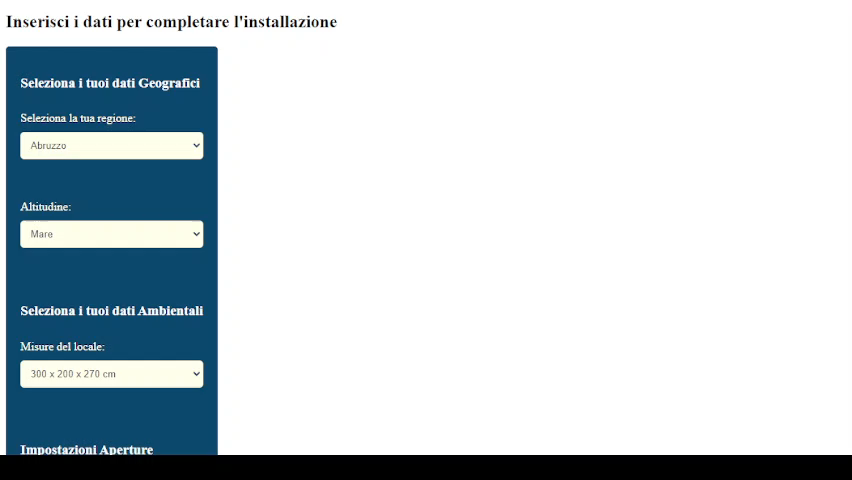 Inserisci i dati per completare l'installazione
Seleziona i tuoi dati Geografici
Seleziona la tua regione:
Abruzzo
Altitudine:
Mare
Seleziona i tuoi dati Ambientali
Misure del locale:
300 x 200 x 270 cm
Impostazioni Aperture